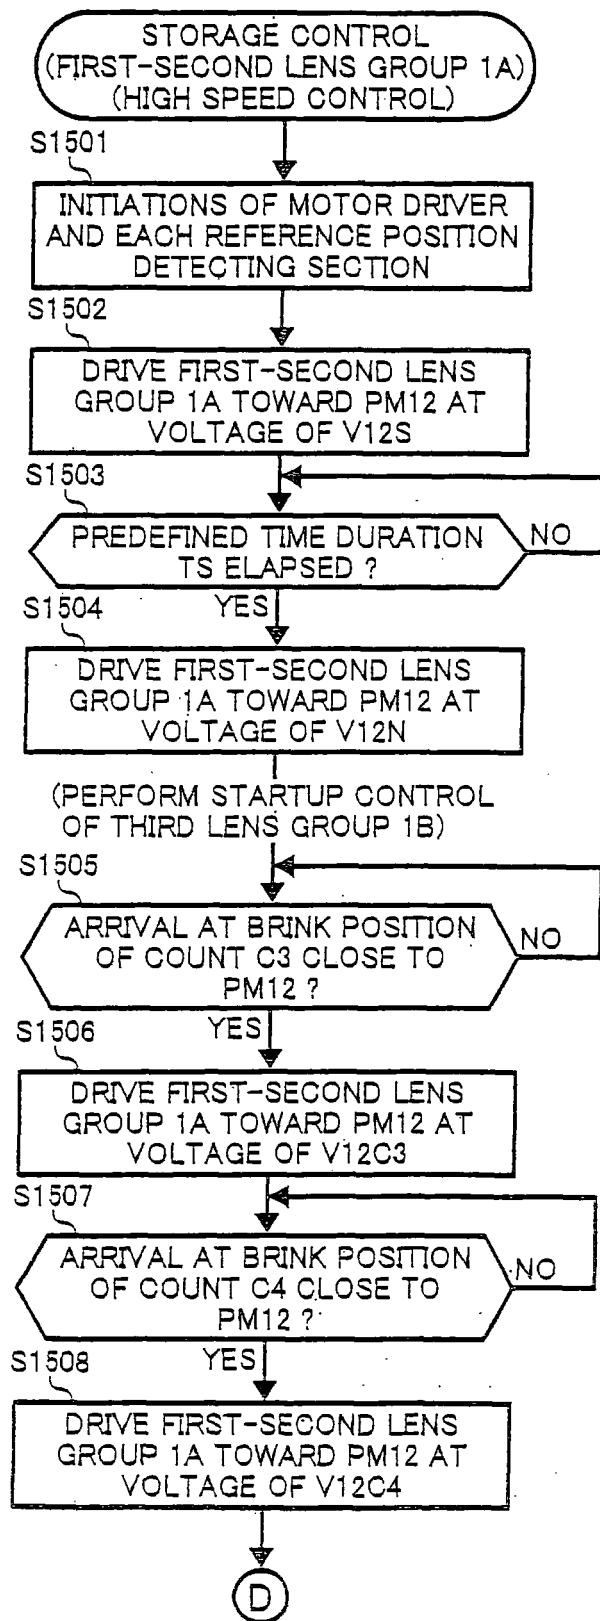 STORAGE CONTROL
(FIRST-SECOND LENS GROUP 1A)
(HIGH SPEED CONTROL)
S1501
INITIATIONS OF MOTOR DRIVER
AND EACH REFERENCE POSITION
DETECTING SECTION
S1502
DRIVE FIRST-SECOND LENS
GROUP 1A TOWARD PM12 AT
VOLTAGE OF V12S
S1503
PREDEFINED TIME DURATION
TS ELAPSED ?
NO
YES
S1504
DRIVE FIRST-SECOND LENS
GROUP 1A TOWARD PM12 AT
VOLTAGE OF V12N
(PERFORM STARTUP CONTROL
OF THIRD LENS GROUP 1B)
S1505
ARRIVAL AT BRINK POSITION
OF COUNT C3 CLOSE TO
PM12 ?
NO
YES
S1506
DRIVE FIRST-SECOND LENS
GROUP 1A TOWARD PM12 AT
VOLTAGE OF V12C3
S1507
ARRIVAL AT BRINK POSITION
OF COUNT C4 CLOSE TO
PM12 ?
NO
YES
S1508
DRIVE FIRST-SECOND LENS
GROUP 1A TOWARD PM12 AT
VOLTAGE OF V12C4
D